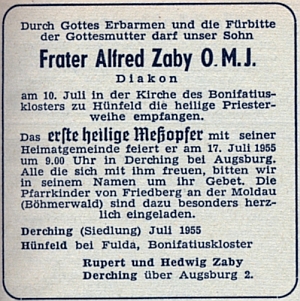 Durch Gottes Erbarmen und die Fürbitte
der Gottesmutter darf unser Sohn
Frater Alfred Zaby O. M. J.
Diakon
am 10. Juli in der Kirche des Bonifatius-
klosters zu Hünfeld die heilige Priester-
weihe empfangen.
Das erste heilige Meßopfer mit seiner
Heimatgemeinde feiert er am 17. Juli 1955
um 9.00 Uhr in Derching bei Augsburg.
Alle die sich mit ihm freuen, bitten wir
in seinem Namen um ihr Gebet. Die
Pfarrkinder von Friedberg an der Moldau
(Böhmerwald) sind dazu besonders herz-
lich eingeladen.
Derching (Siedlung) Juli 1955
Hünfeld bei Fulda, Bonifatiuskloster
Rupert und Hedwig Zaby
Derching über Augsburg 2.